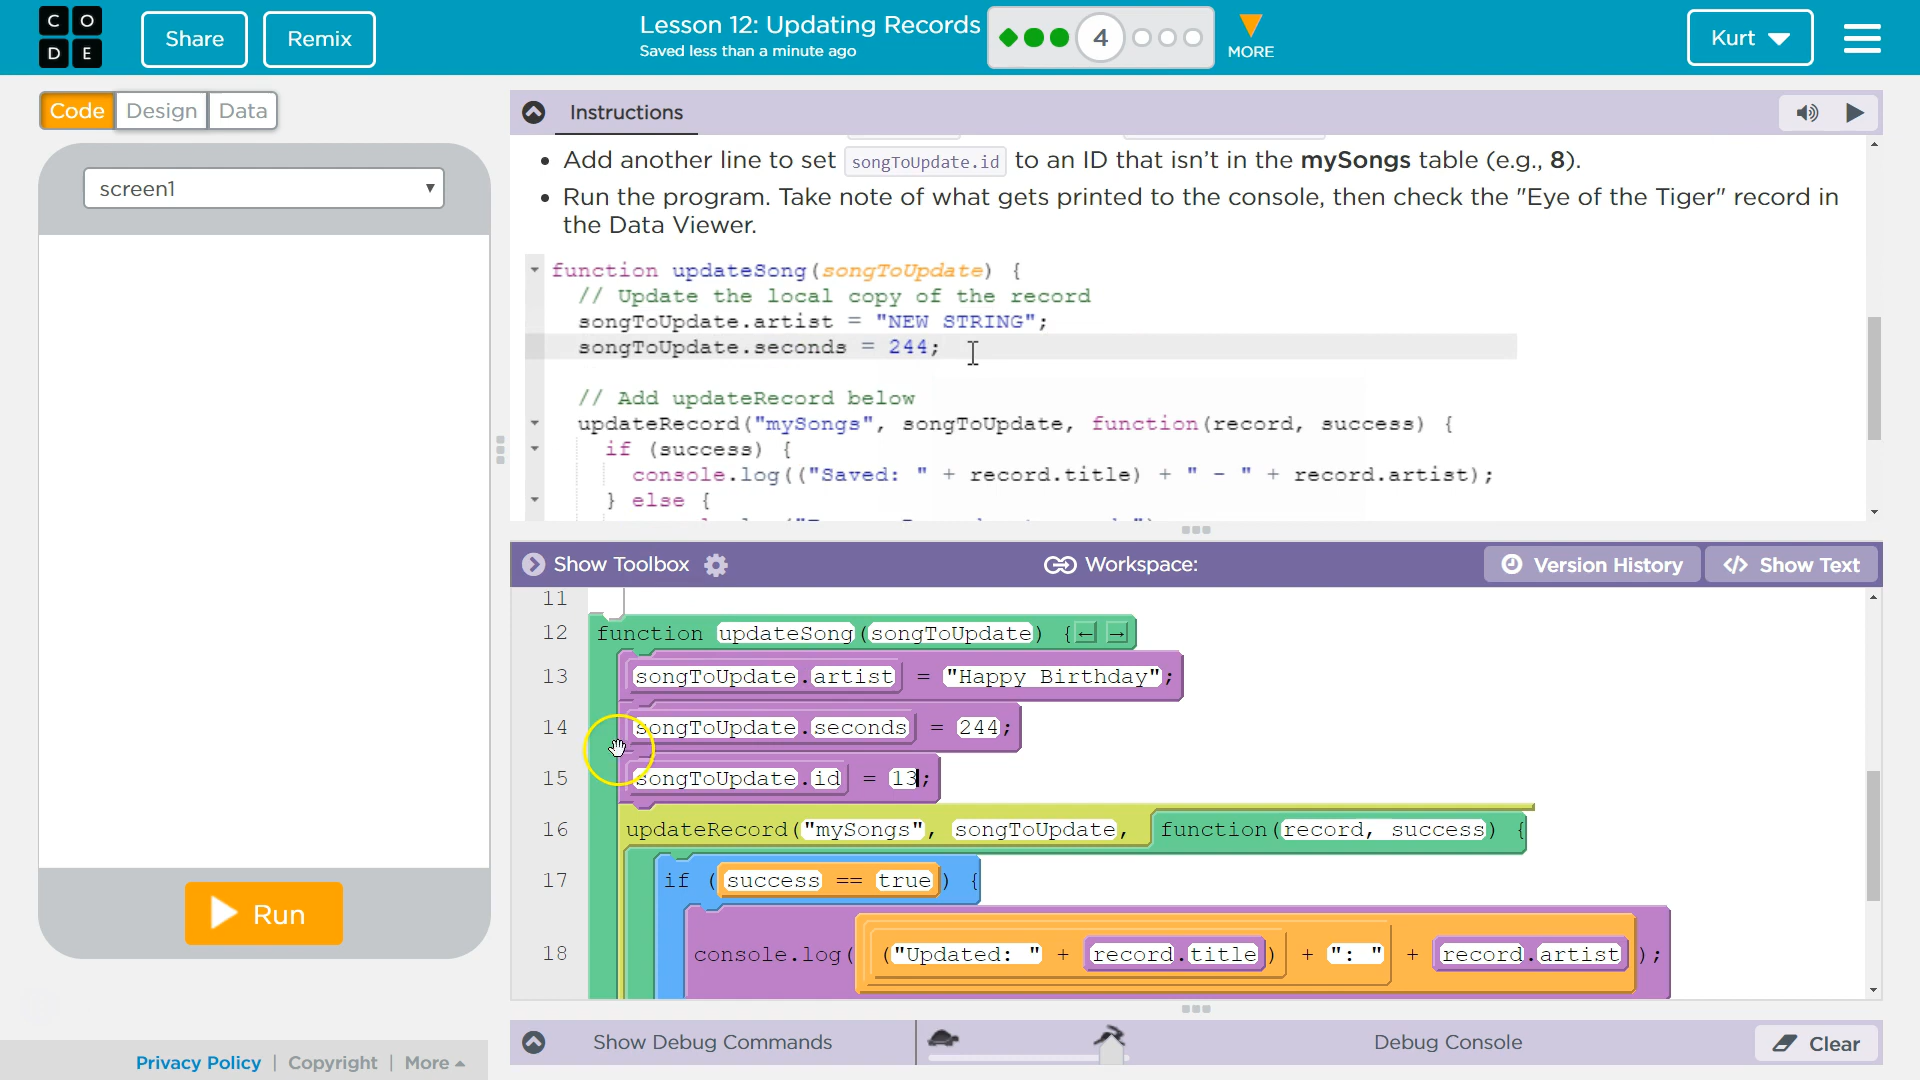 C O
D E
Share
Remix
Lesson 12: Updating Records
Saved less than a minute ago
4
MORE
Kurt
Code
Design
Data
screen1
Run
Privacy Policy | Copyright | More
Instructions
Add another line to set songToUpdate.id to an ID that isn't in the mySongs table (e.g., 8).
Run the program. Take note of what gets printed to the console, then check the "Eye of the Tiger" record in
the Data Viewer.
function updateSong(songToUpdate) {
// Update the local copy of the record
songToUpdate.artist = "NEW STRING";
songToUpdate.seconds = 244;
// Add updateRecord below
updateRecord("mySongs", songToUpdate, function(record, success) {
if (success) {
console.log(("Saved: " + record.title) + " - " + record.artist);
} else {
Show Toolbox
Workspace:
Version History
</> Show Text
11
12 function updateSong(songToUpdate) {← →
13 songToUpdate.artist = "Happy Birthday";
14 songToUpdate.seconds = 244;
15 songToUpdate.id = 13;
16 updateRecord("mySongs", songToUpdate, function(record, success) {
17 if (success == true) {
18 console.log(("Updated: " + record.title) + ": " + record.artist);
Show Debug Commands
Debug Console
Clear